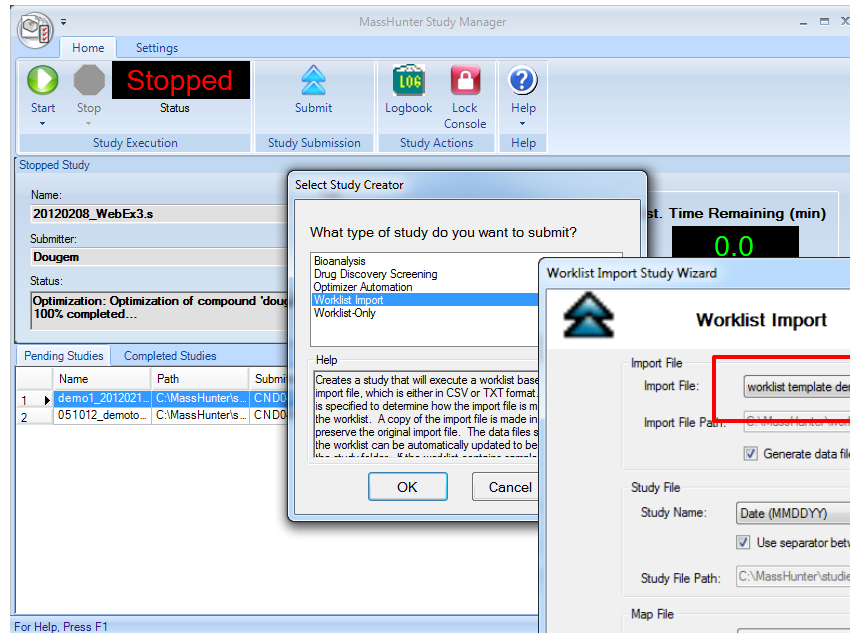 MassHunter Study Manager
Home Settings
LOG
Stopped
Start Stop Status Submit Logbook Lock Console Help
Study Execution Study Submission Study Actions Help
Stopped Study
Name:
20120208_WebEx3.s
Submitter:
Dougem
Status:
Optimization: Optimization of compound 'doug
100% completed...
st. Time Remaining (min)
0.0
Pending Studies Completed Studies
Name Path Submi
1 demo1_2012021... C:\MassHunter\s... CND0
2 051012_demoto... C:\MassHunter\s... CND0
For Help, Press F1
Select Study Creator
What type of study do you want to submit?
Bioanalysis
Drug Discovery Screening
Optimizer Automation
Worklist Import
Worklist-Only
Help
Creates a study that will execute a worklist base
import file, which is either in CSV or TXT format.
is specified to determine how the import file is m
the worklist. A copy of the import file is made in
preserve the original import file. The data files s
the worklist can be automatically updated to be
OK Cancel
Worklist Import Study Wizard
Worklist Import
Import File
Import File: worklist template den
Import File Path: C:\MassHunter\work
Generate data file
Study File
Study Name: Date (MMDDYY)
Use separator betw
Study File Path: C:\MassHunter\studie
Map File